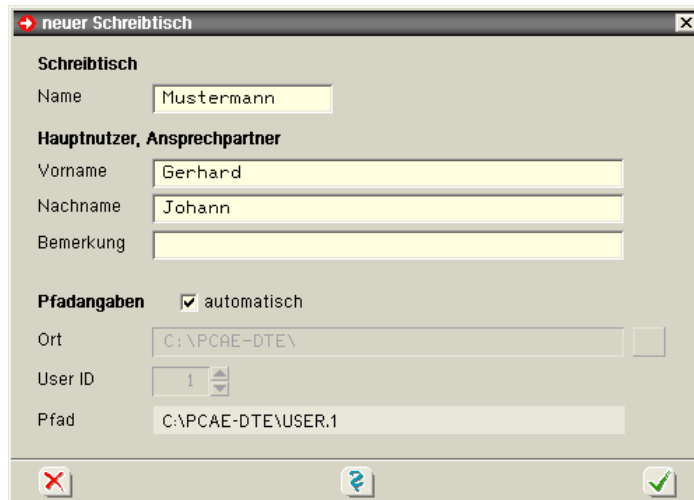 neuer Schreibtisch
Schreibtisch
Name Mustermann
Hauptnutzer, Ansprechpartner
Vorname Gerhard
Nachname Johann
Bemerkung
Pfadangaben automatisch
Ort C:\PCAE-DTE\
User ID 1
Pfad C:\PCAE-DTE\USER.1